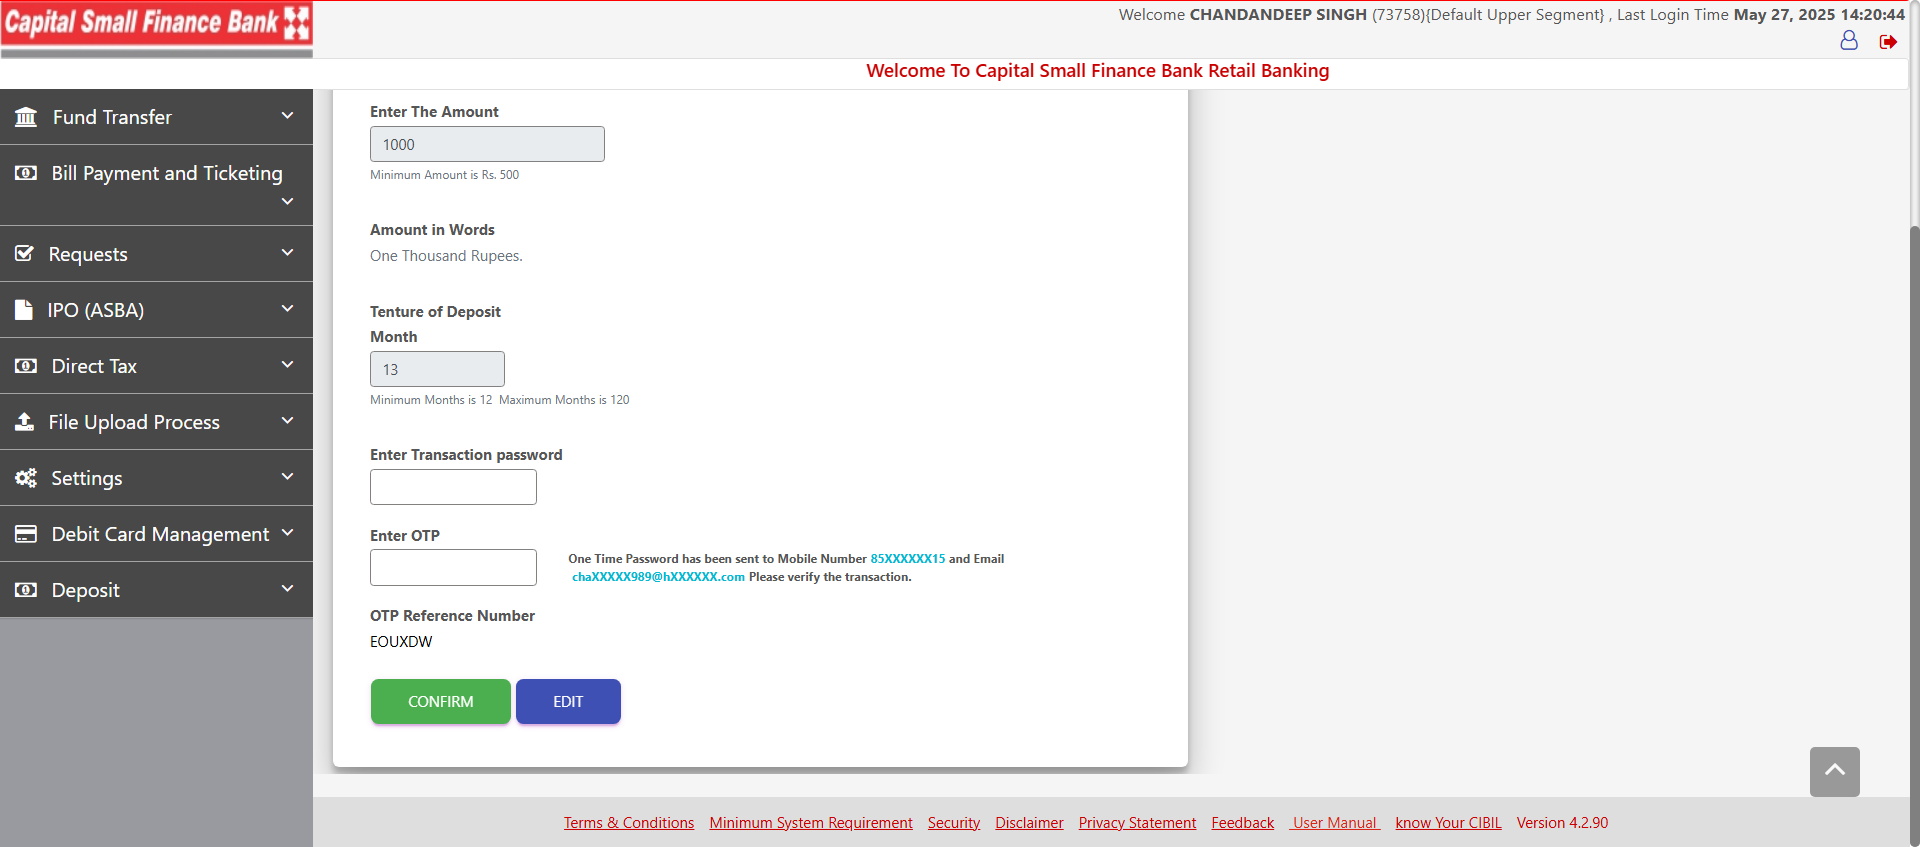 Capital Small Finance Bank
Welcome CHANDANDEEP SINGH (73758){Default Upper Segment} , Last Login Time May 27, 2025 14:20:44
Welcome To Capital Small Finance Bank Retail Banking
Fund Transfer
Bill Payment and Ticketing
Requests
IPO (ASBA)
Direct Tax
File Upload Process
Settings
Debit Card Management
Deposit
Enter The Amount
1000
Minimum Amount is Rs. 500
Amount in Words
One Thousand Rupees.
Tenture of Deposit
Month
13
Minimum Months is 12 Maximum Months is 120
Enter Transaction password
Enter OTP
One Time Password has been sent to Mobile Number 85XXXXXX15 and Email
chaXXXXX989@hXXXXXX.com Please verify the transaction.
OTP Reference Number
EOUXDW
CONFIRM EDIT
Terms & Conditions Minimum System Requirement Security Disclaimer Privacy Statement Feedback User Manual know Your CIBIL Version 4.2.90